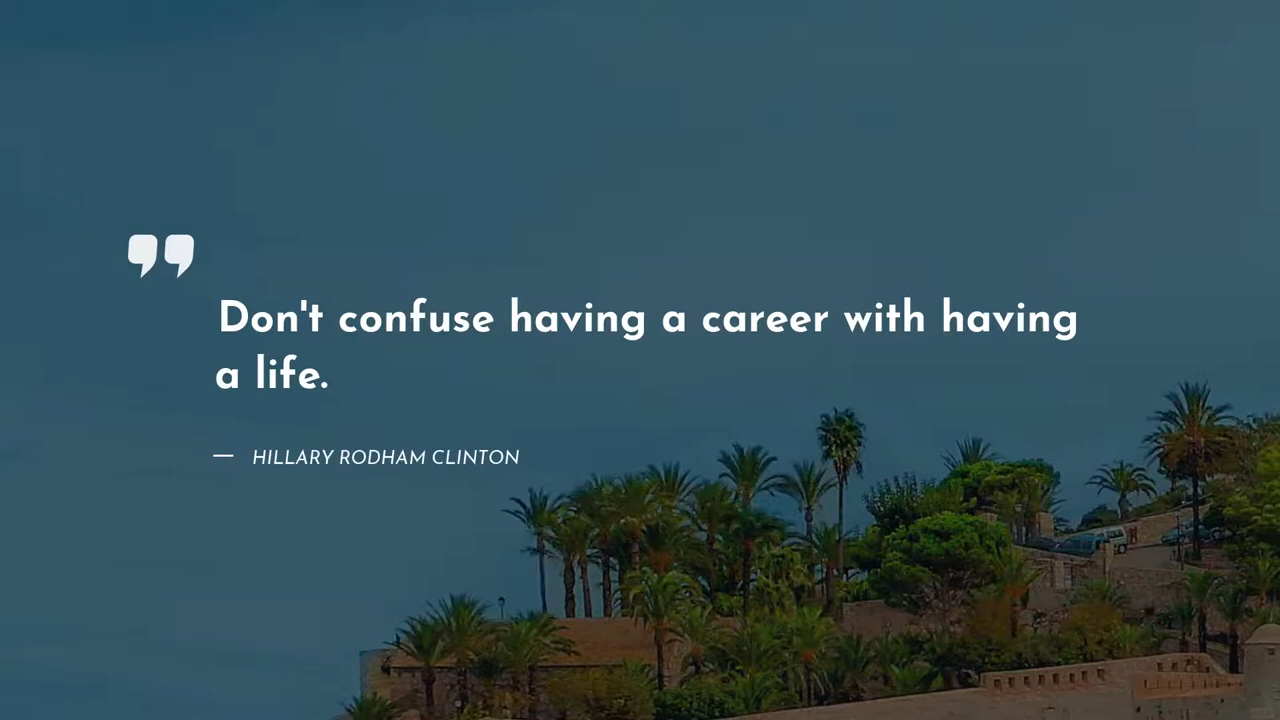 ”
Don't confuse having a career with having
a life.
— HILLARY RODHAM CLINTON